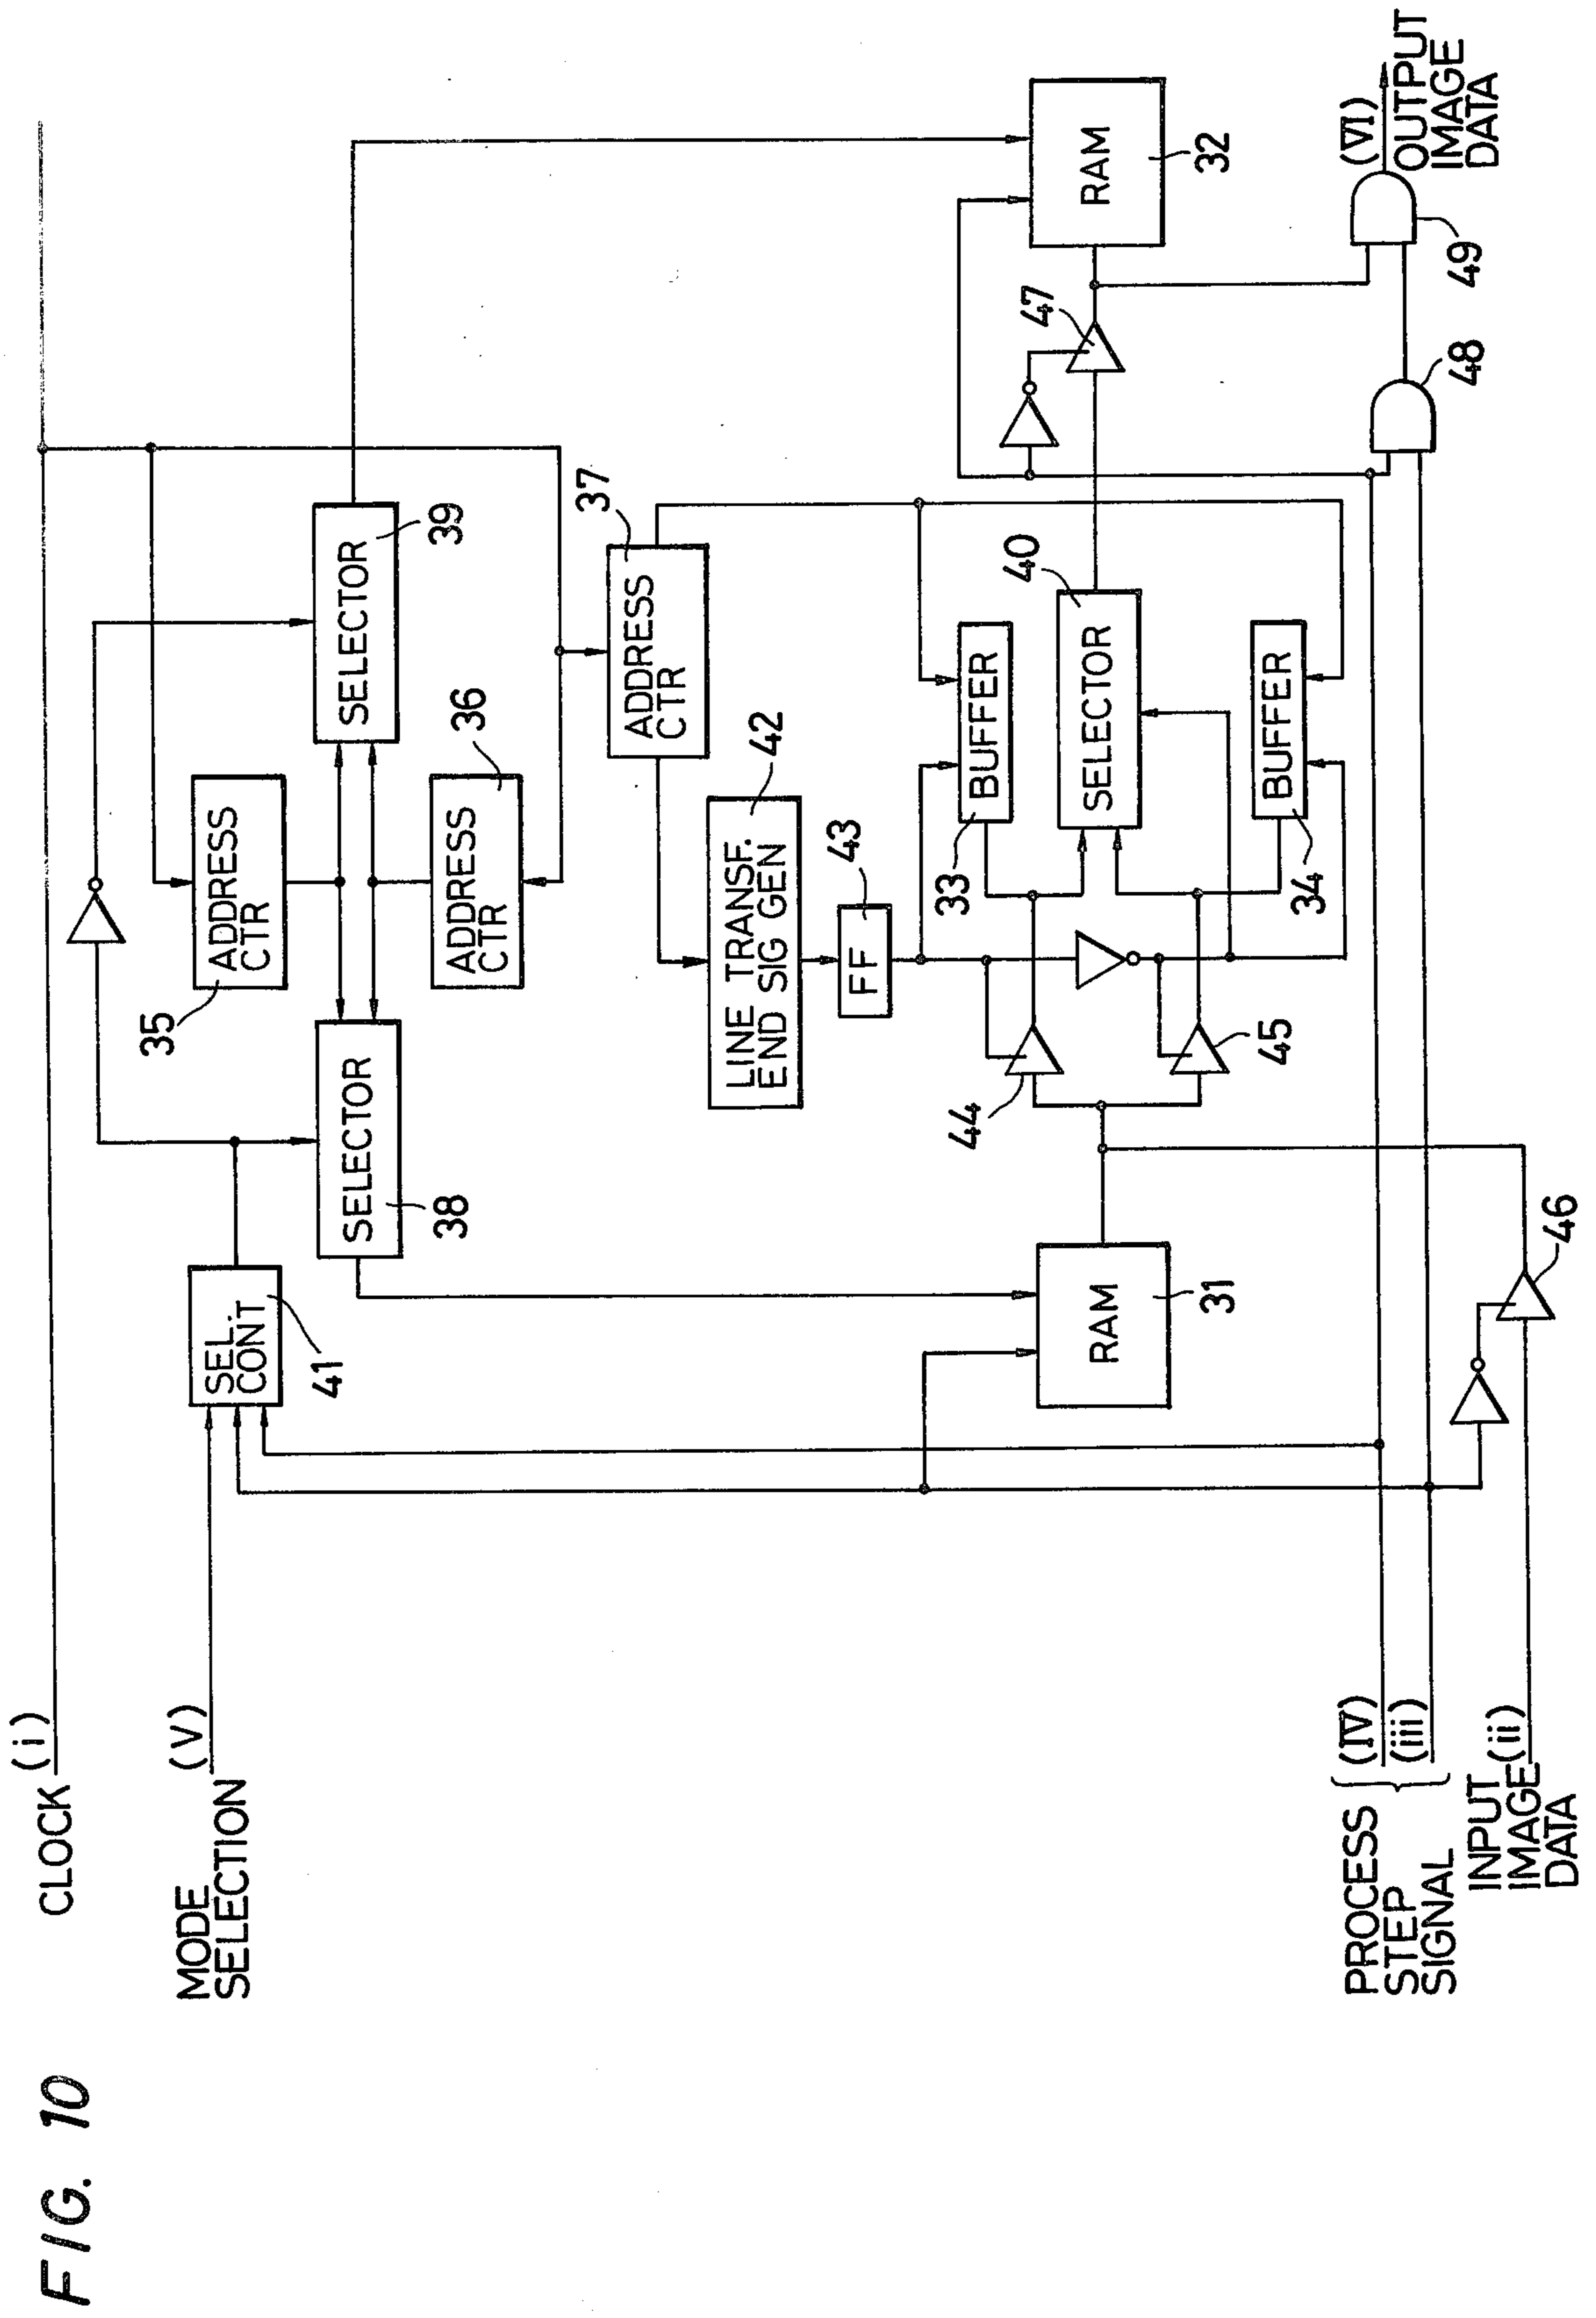 FIG. 10
CLOCK (i)
MODE
SELECTION
(V)
PROCESS
STEP
SIGNAL
(IV)
(iii)
INPUT
IMAGE (ii)
DATA
SEL.
CON'T
41
SELECTOR
38
ADDRESS
CTR
35
ADDRESS
CTR
36
SELECTOR
39
ADDRESS
CTR
37
LINE TRANSF.
END SIG GEN
42
FF
43
RAM
31
44
45
46
BUFFER
33
SELECTOR
40
BUFFER
34
47
RAM
32
48
49
(VI)
OUTPUT
IMAGE
DATA